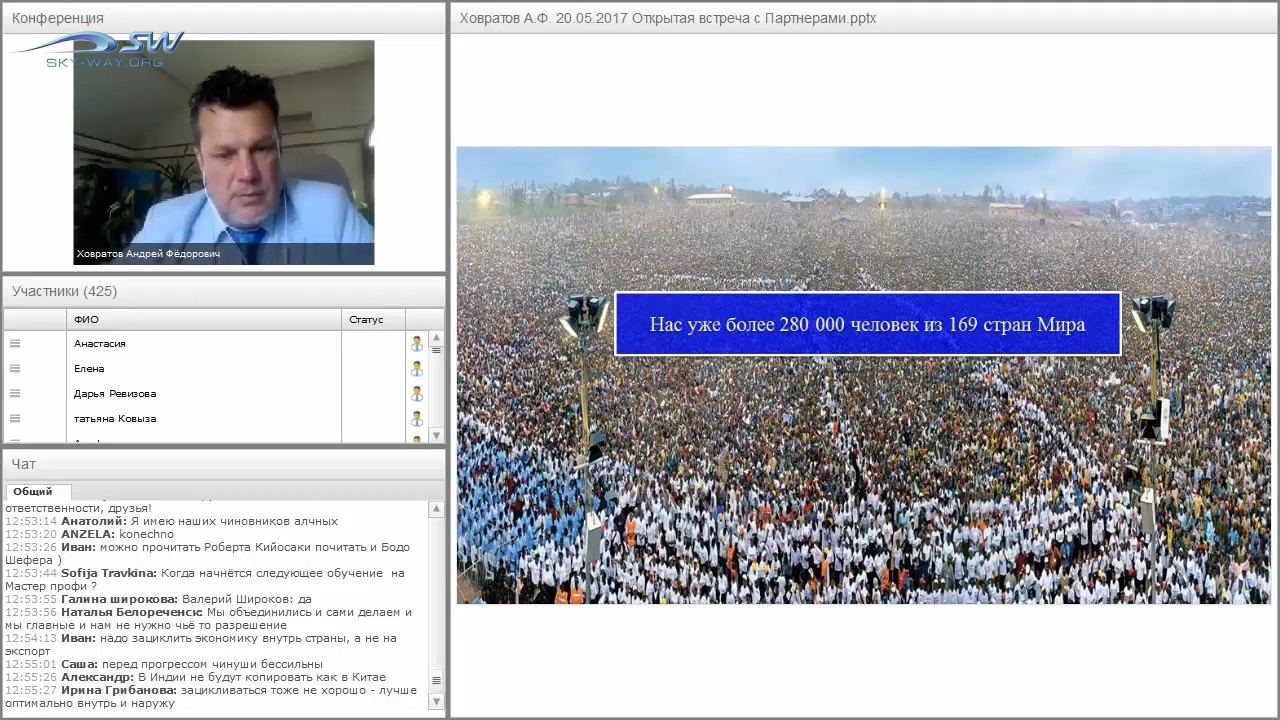 Конференция
SW
SKY-WAY.ORG
Ховратов Андрей Фёдорович
Участники (425)
ФИО
Статус
Анастасия
Елена
Дарья Ревизова
татьяна Ковыза
Чат
Общий
ответственности, друзья!
12:53:14 Анатолий: Я имею наших чиновников алчных
12:53:20 ANZELA: konechno
12:53:26 Иван: можно прочитать Роберта Кийосаки почитать и Бодо
Шефера )
12:53:44 Sofija Travkina: Когда начнётся следующее обучение на
Мастер профи ?
12:53:55 Галина широкова: Валерий Широков: да
12:53:56 Наталья Белореченск: Мы объединились и сами делаем и
мы главные и нам не нужно чьё то разрешение
12:54:13 Иван: надо зациклить экономику внутрь страны, а не на
экспорт
12:55:01 Саша: перед прогрессом чинуши бессильны
12:55:26 Александр: В Индии не будут копировать как в Китае
12:55:27 Ирина Грибанова: зацикливаться тоже не хорошо - лучше
оптимально внутрь и наружу
Ховратов А.Ф. 20.05.2017 Открытая встреча с Партнерами.pptx
Нас уже более 280 000 человек из 169 стран Мира